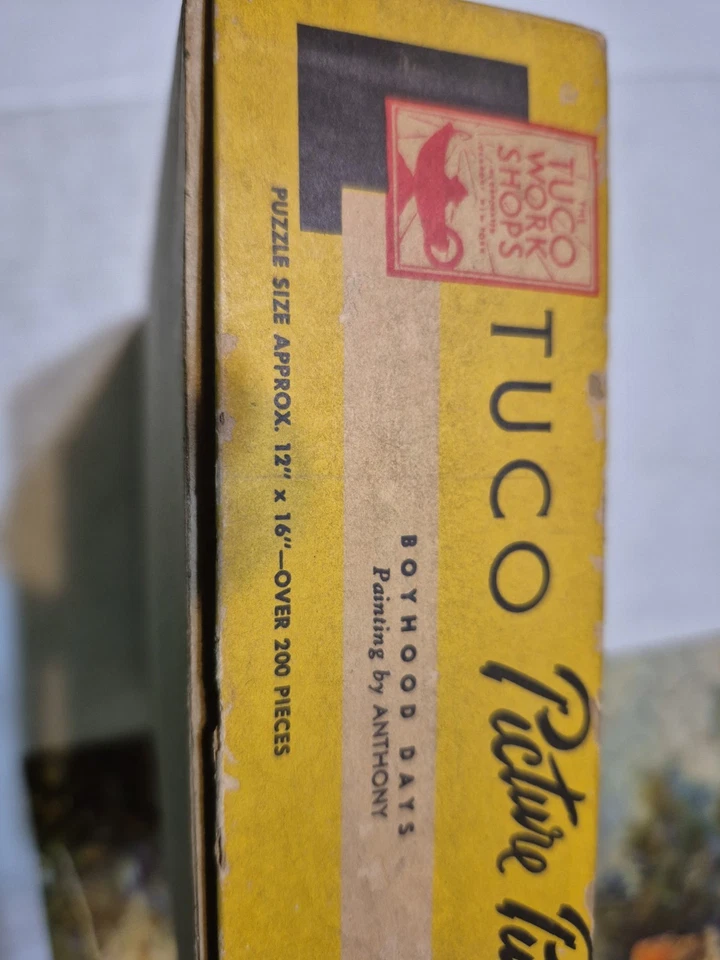 THE
TUCO
WORK
SHOPS
TUCO Picture
BOYHOOD DAYS
Painting by ANTHONY
PUZZLE SIZE APPROX. 12" x 16"—OVER 200 PIECES